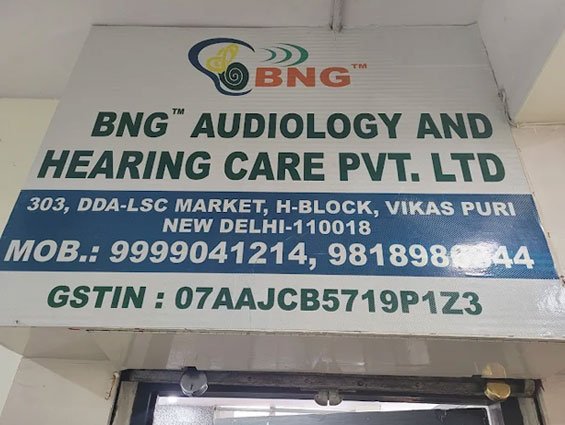 BNG™
BNG™ AUDIOLOGY AND
HEARING CARE PVT. LTD
303, DDA-LSC MARKET, H-BLOCK, VIKAS PURI
NEW DELHI-110018
MOB.: 9999041214,
GSTIN : 07AAJCB5719P1Z3